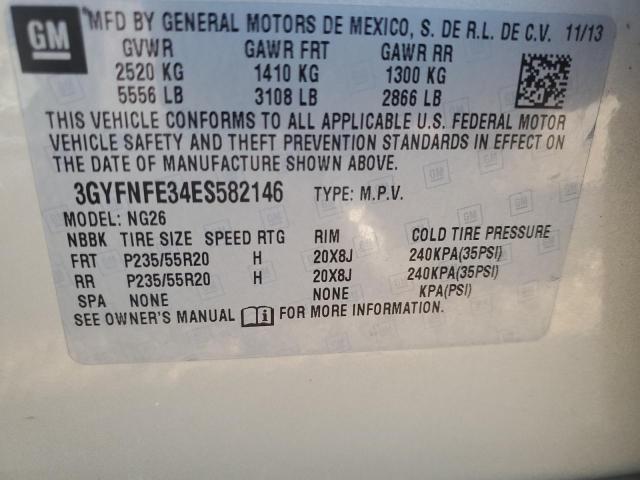 GM
MFD BY GENERAL MOTORS DE MEXICO, S. DE R.L. DE C.V. 11/13
GVWR GAWR FRT GAWR RR
2520 KG 1410 KG 1300 KG
5556 LB 3108 LB 2866 LB
THIS VEHICLE CONFORMS TO ALL APPLICABLE U.S. FEDERAL MOTOR
VEHICLE SAFETY AND THEFT PREVENTION STANDARDS IN EFFECT ON
THE DATE OF MANUFACTURE SHOWN ABOVE.
3GYFNFE34ES582146 TYPE: M.P.V.
MODEL: NG26
NBBK TIRE SIZE SPEED RTG RIM COLD TIRE PRESSURE
FRT P235/55R20 H 20X8J 240KPA(35PSI)
RR P235/55R20 H 20X8J 240KPA(35PSI)
SPA NONE NONE KPA(PSI)
SEE OWNER'S MANUAL FOR MORE INFORMATION.